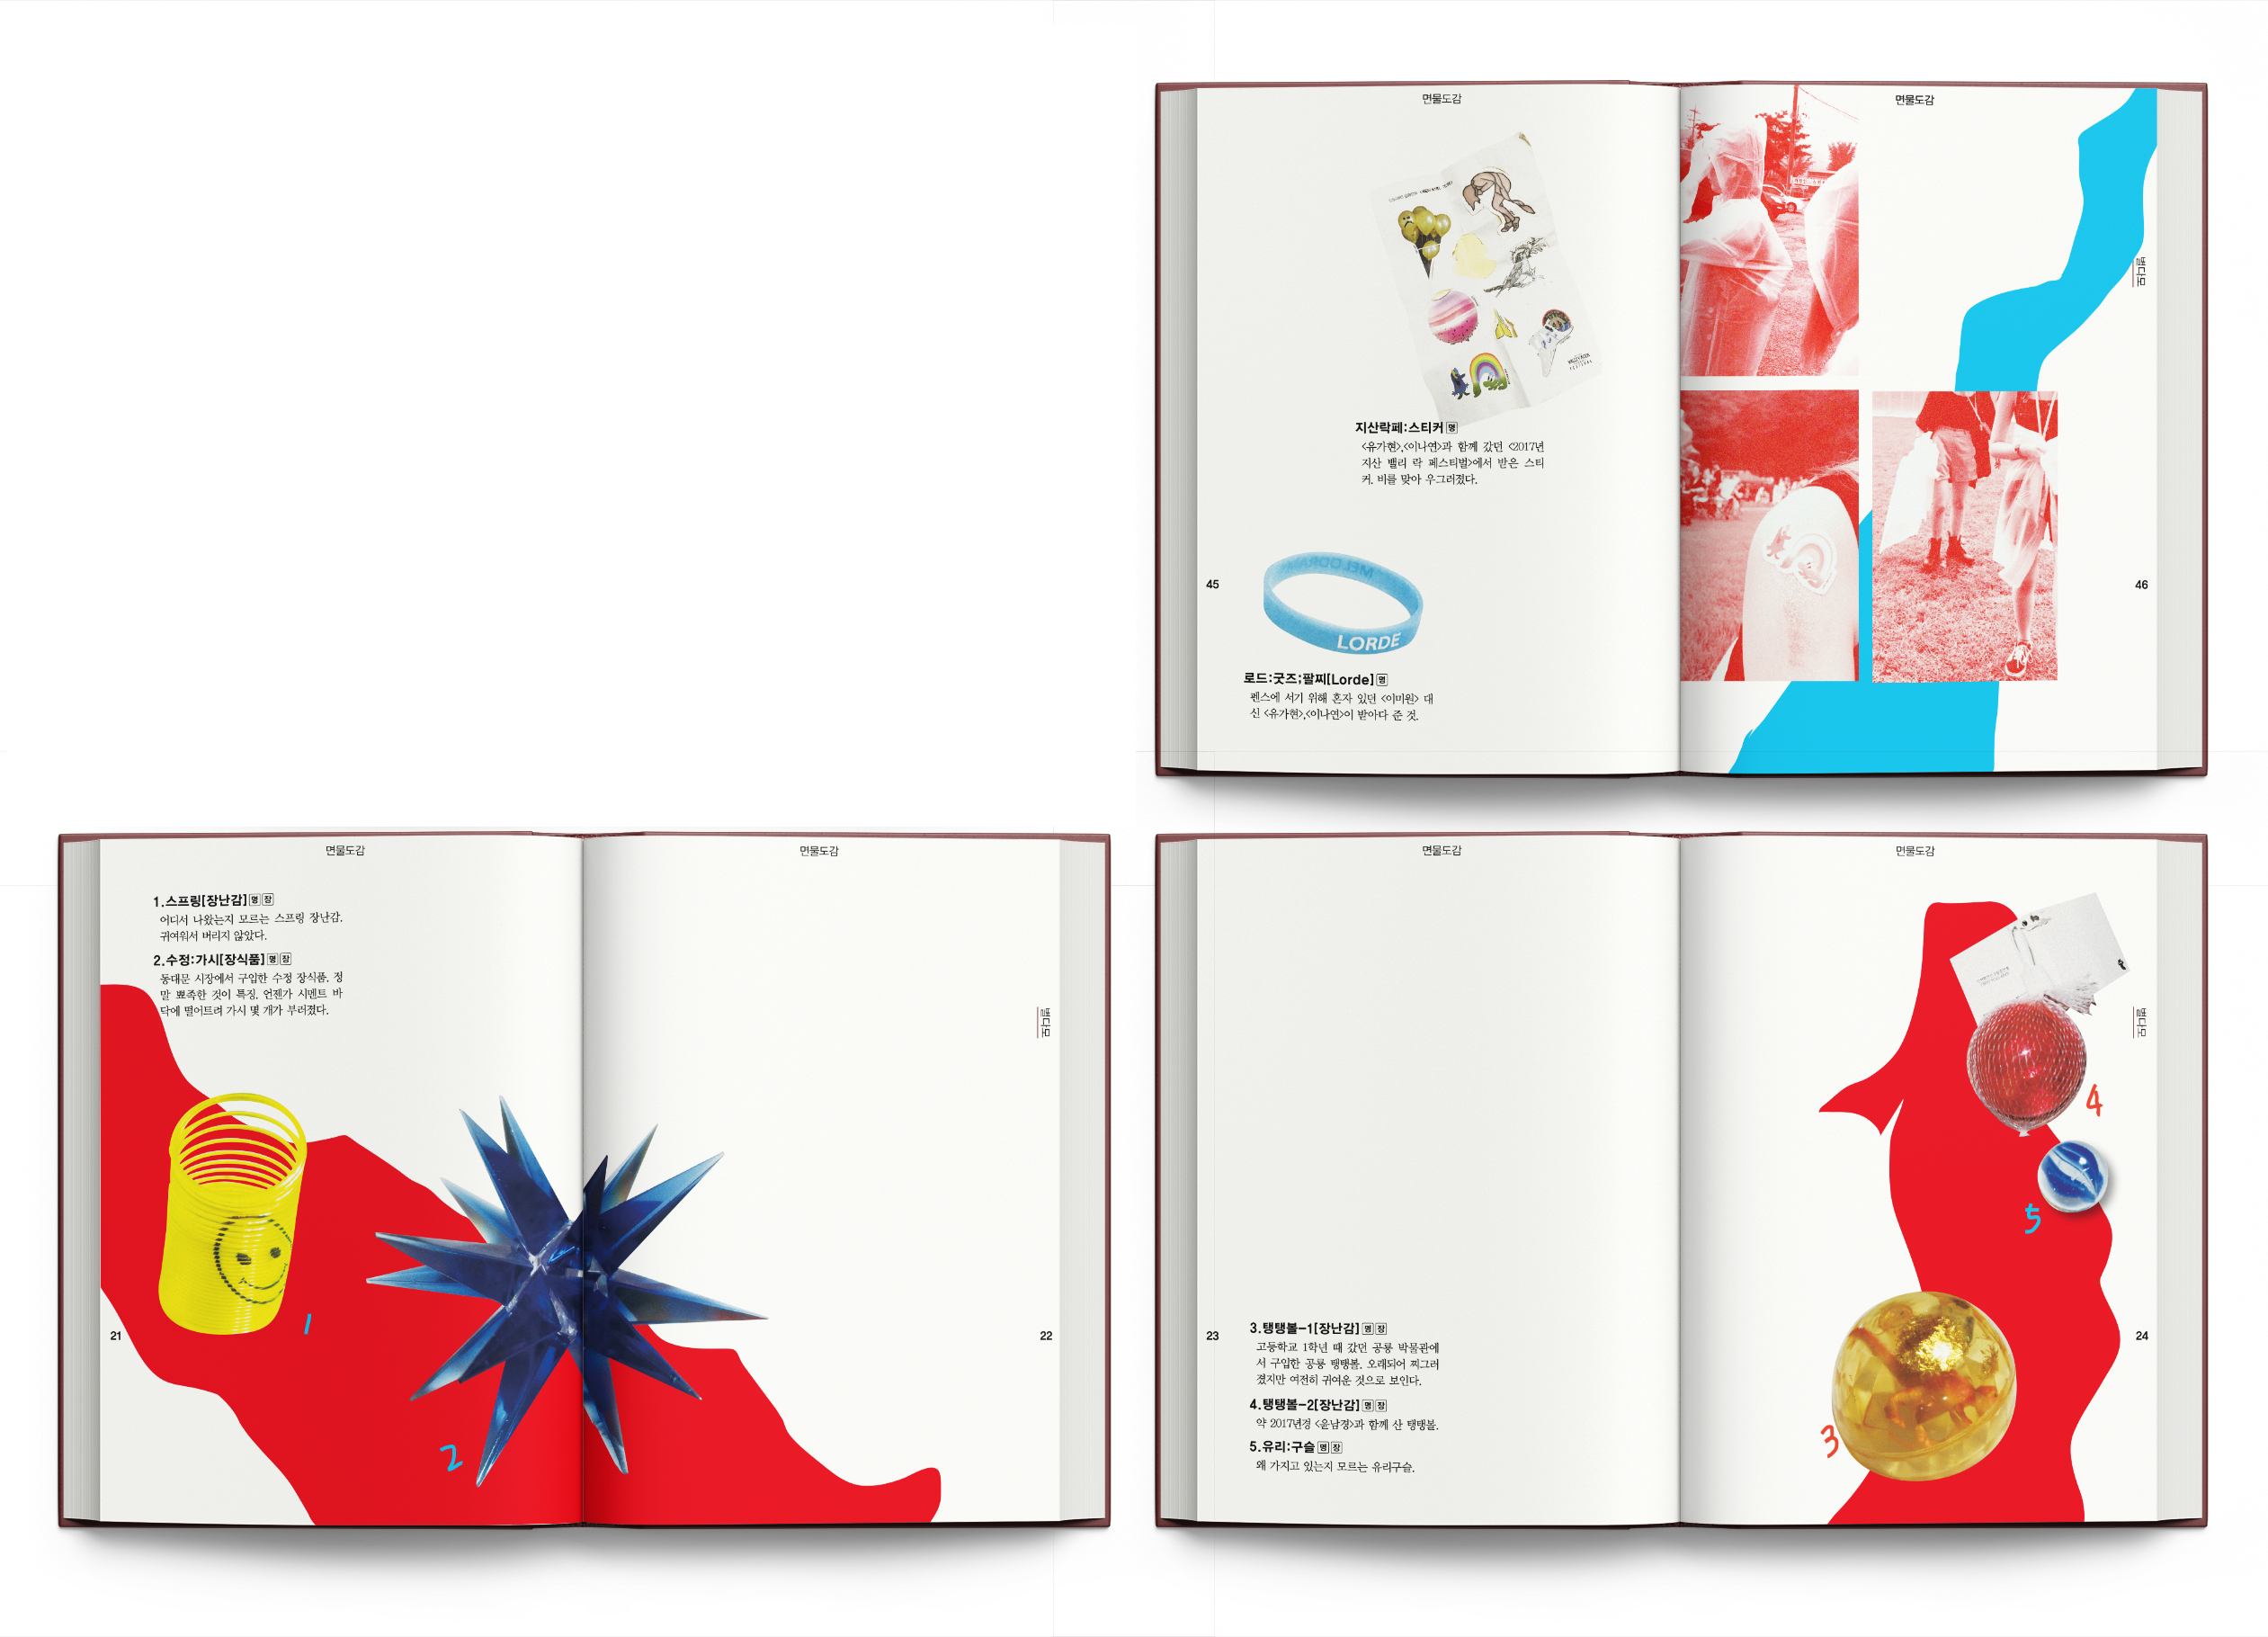 면물도감
면물도감
지산락페:스티커 명
<유가현>,<이나연>과 함께 갔던 <2017년
지산 밸리 락 페스티벌>에서 받은 스티
커. 비를 맞아 우그러졌다.
LORDE
로드:굿즈;팔찌[Lorde] 명
펜스에 서기 위해 혼자 있던 <이미원> 대
신 <유가현>,<이나연>이 받아다 준 것.
45
별다모
46
면물도감
면물도감
1.스프링[장난감] 명 장
어디서 나왔는지 모르는 스프링 장난감.
귀여워서 버리지 않았다.
2.수정:가시[장식품] 명 장
동대문 시장에서 구입한 수정 장식품. 정
말 뾰족한 것이 특징. 언젠가 시멘트 바
닥에 떨어트려 가시 몇 개가 부러졌다.
1
2
21
별다모
22
면물도감
면물도감
3.탱탱볼-1[장난감] 명 장
고등학교 1학년 때 갔던 공룡 박물관에
서 구입한 공룡 탱탱볼. 오래되어 찌그러
졌지만 여전히 귀여운 것으로 보인다.
4.탱탱볼-2[장난감] 명 장
약 2017년경 <윤남경>과 함께 산 탱탱볼.
5.유리:구슬 명 장
왜 가지고 있는지 모르는 유리구슬.
23
별다모
4
5
3
24